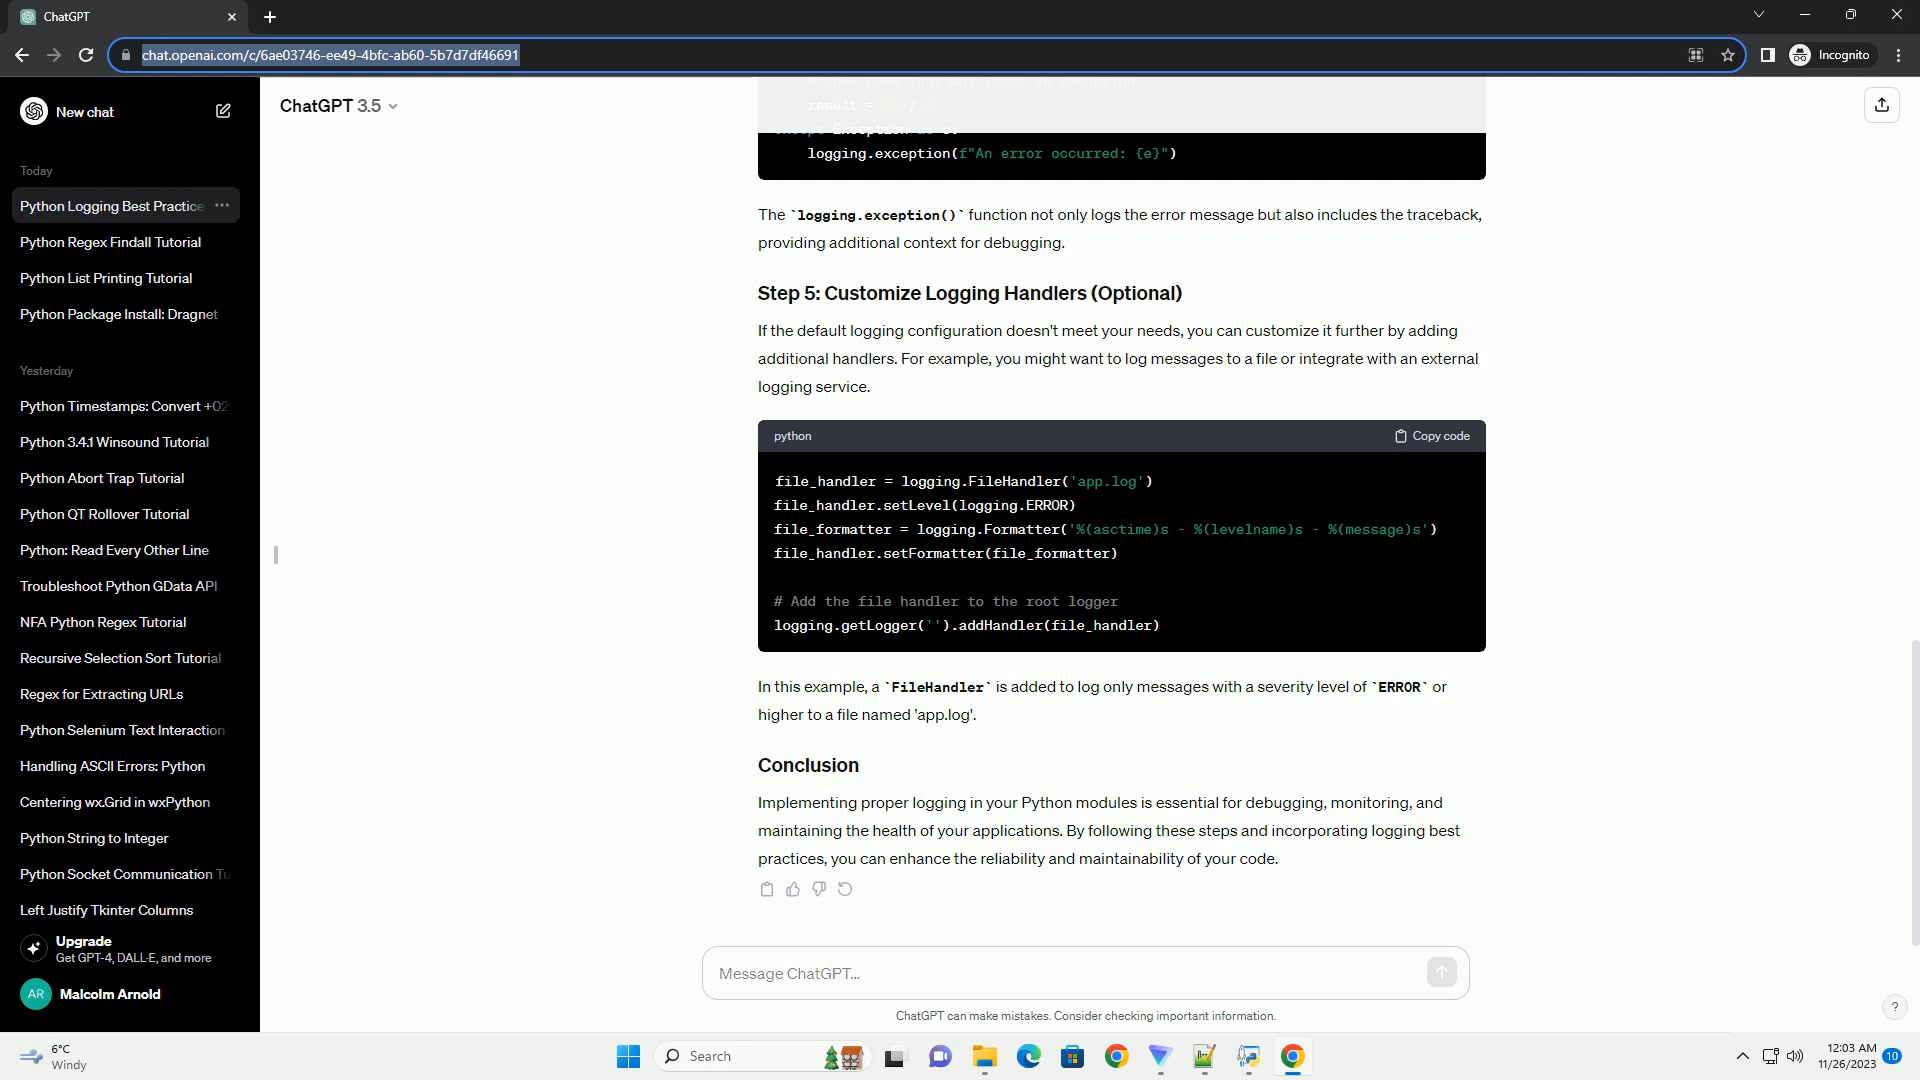 ChatGPT
chat.openai.com/c/6ae03746-ee49-4bfc-ab60-5b7d7df46691
Incognito
New chat
Today
Python Logging Best Practice
Python Regex Findall Tutorial
Python List Printing Tutorial
Python Package Install: Dragnet
Yesterday
Python Timestamps: Convert +02
Python 3.4.1 Winsound Tutorial
Python Abort Trap Tutorial
Python QT Rollover Tutorial
Python: Read Every Other Line
Troubleshoot Python GData API
NFA Python Regex Tutorial
Recursive Selection Sort Tutorial
Regex for Extracting URLs
Python Selenium Text Interaction
Handling ASCII Errors: Python
Centering wx.Grid in wxPython
Python String to Integer
Python Socket Communication Tu
Left Justify Tkinter Columns
Upgrade
Get GPT-4, DALL·E, and more
AR
Malcolm Arnold
ChatGPT 3.5
result = /
except Exception as e:
logging.exception(f"An error occurred: {e}")
The `logging.exception()` function not only logs the error message but also includes the traceback,
providing additional context for debugging.
Step 5: Customize Logging Handlers (Optional)
If the default logging configuration doesn't meet your needs, you can customize it further by adding
additional handlers. For example, you might want to log messages to a file or integrate with an external
logging service.
python
Copy code
file_handler = logging.FileHandler('app.log')
file_handler.setLevel(logging.ERROR)
file_formatter = logging.Formatter('%(asctime)s - %(levelname)s - %(message)s')
file_handler.setFormatter(file_formatter)
# Add the file handler to the root logger
logging.getLogger('').addHandler(file_handler)
In this example, a `FileHandler` is added to log only messages with a severity level of `ERROR` or
higher to a file named 'app.log'.
Conclusion
Implementing proper logging in your Python modules is essential for debugging, monitoring, and
maintaining the health of your applications. By following these steps and incorporating logging best
practices, you can enhance the reliability and maintainability of your code.
Message ChatGPT...
ChatGPT can make mistakes. Consider checking important information.
?
6°C
Windy
Search
12:03 AM
11/26/2023
10